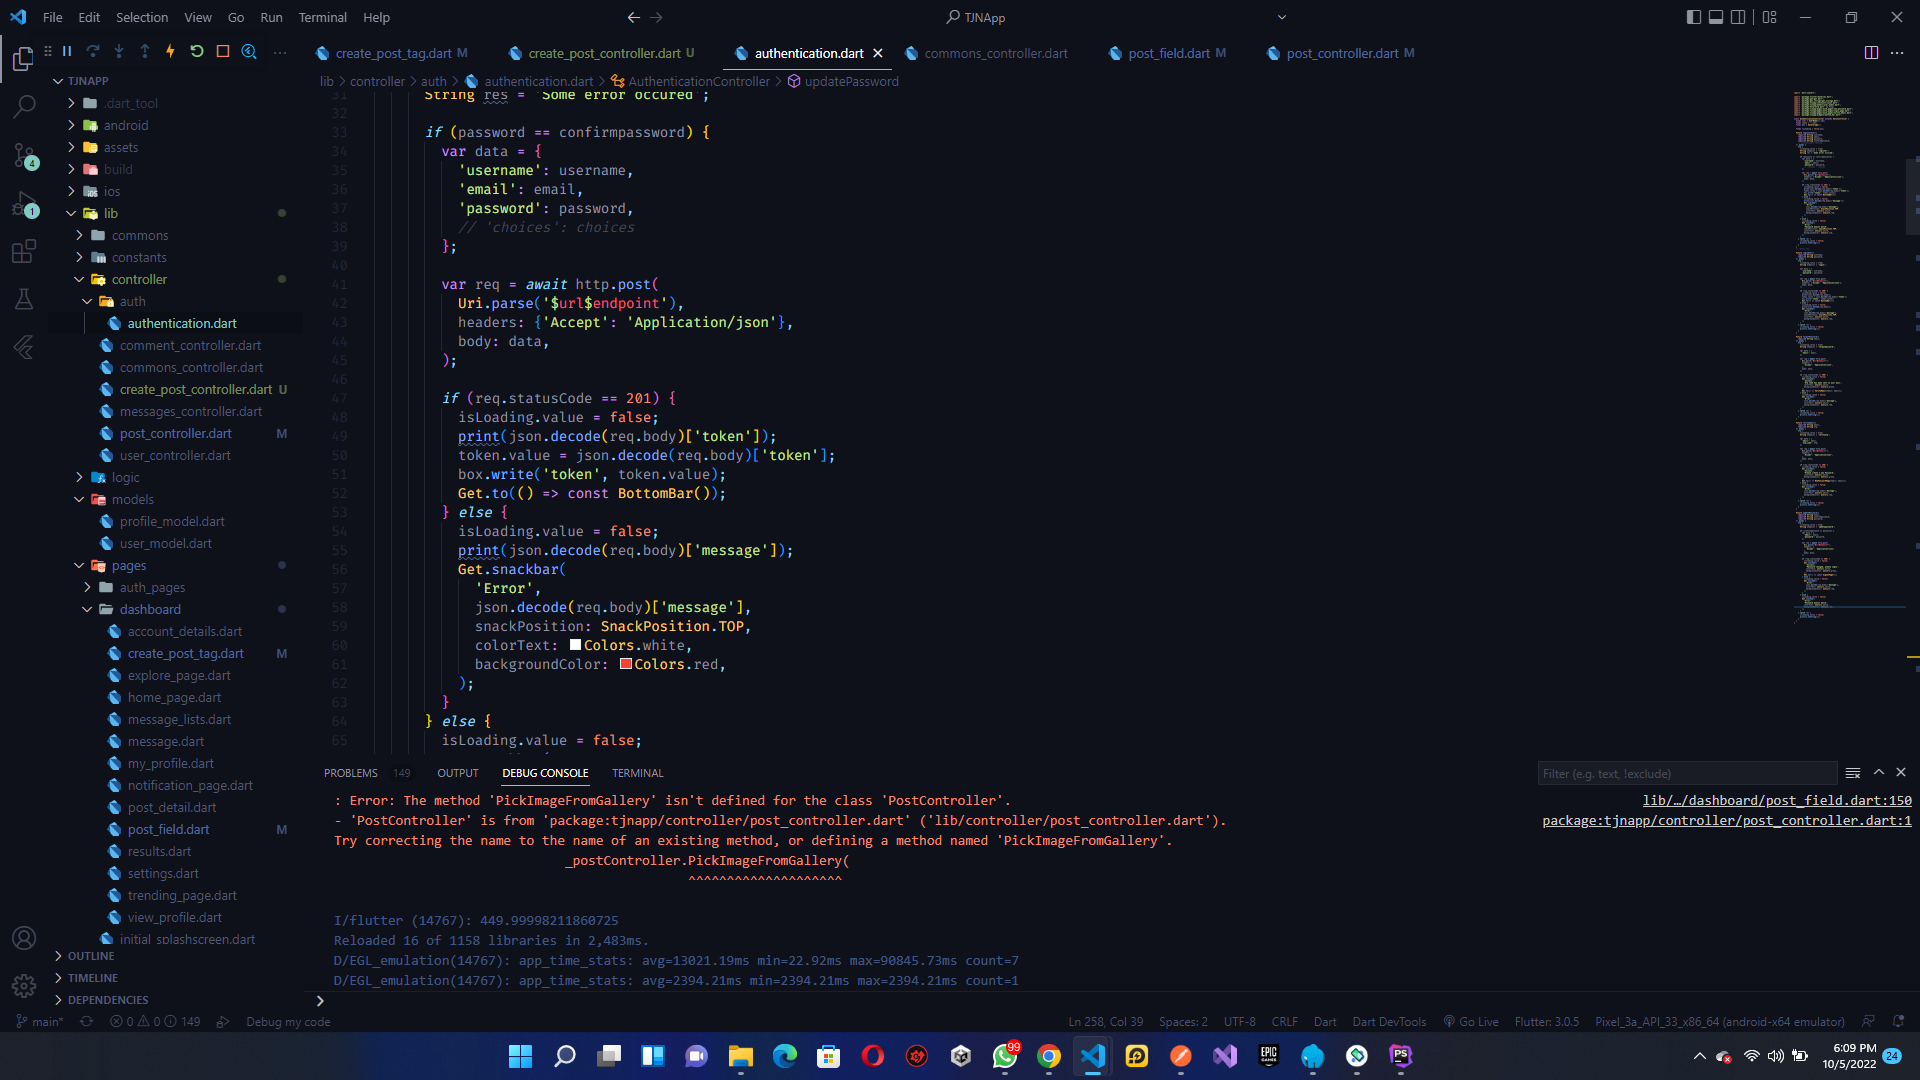 File Edit Selection View Go Run Terminal Help
TJNApp
create_post_tag.dart M
create_post_controller.dart U
authentication.dart
commons_controller.dart
post_field.dart M
post_controller.dart M
lib > controller > auth > authentication.dart > AuthenticationController > updatePassword
TJNAPP
.dart_tool
android
assets
build
ios
lib
commons
constants
controller
auth
authentication.dart
comment_controller.dart
commons_controller.dart
create_post_controller.dart U
messages_controller.dart
post_controller.dart M
user_controller.dart
logic
models
profile_model.dart
user_model.dart
pages
auth_pages
dashboard
account_details.dart
create_post_tag.dart M
explore_page.dart
home_page.dart
message_lists.dart
message.dart
my_profile.dart
notification_page.dart
post_detail.dart
post_field.dart M
results.dart
settings.dart
trending_page.dart
view_profile.dart
initial_splashscreen.dart
OUTLINE
TIMELINE
DEPENDENCIES
4
1
31 String res = 'Some error occured';
32
33 if (password == confirmpassword) {
34 var data = {
35 'username': username,
36 'email': email,
37 'password': password,
38 // 'choices': choices
39 };
40
41 var req = await http.post(
42 Uri.parse('$url$endpoint'),
43 headers: {'Accept': 'Application/json'},
44 body: data,
45 );
46
47 if (req.statusCode == 201) {
48 isLoading.value = false;
49 print(json.decode(req.body)['token']);
50 token.value = json.decode(req.body)['token'];
51 box.write('token', token.value);
52 Get.to(() => const BottomBar());
53 } else {
54 isLoading.value = false;
55 print(json.decode(req.body)['message']);
56 Get.snackbar(
57 'Error',
58 json.decode(req.body)['message'],
59 snackPosition: SnackPosition.TOP,
60 colorText: Colors.white,
61 backgroundColor: Colors.red,
62 );
63 }
64 } else {
65 isLoading.value = false;
PROBLEMS 149 OUTPUT DEBUG CONSOLE TERMINAL
Filter (e.g. text, !exclude)
: Error: The method 'PickImageFromGallery' isn't defined for the class 'PostController'.
lib/…/dashboard/post_field.dart:150
- 'PostController' is from 'package:tjnapp/controller/post_controller.dart' ('lib/controller/post_controller.dart').
package:tjnapp/controller/post_controller.dart:1
Try correcting the name to the name of an existing method, or defining a method named 'PickImageFromGallery'.
_postController.PickImageFromGallery(
^^^^^^^^^^^^^^^^^^^^
I/flutter (14767): 449.99998211860725
Reloaded 16 of 1158 libraries in 2,483ms.
D/EGL_emulation(14767): app_time_stats: avg=13021.19ms min=22.92ms max=90845.73ms count=7
D/EGL_emulation(14767): app_time_stats: avg=2394.21ms min=2394.21ms max=2394.21ms count=1
main* 0 0 149 Debug my code
Ln 258, Col 39 Spaces: 2 UTF-8 CRLF Dart Dart DevTools Go Live Flutter: 3.0.5 Pixel_3a_API_33_x86_64 (android-x64 emulator)
99
EPIC GAMES
PS
6:09 PM
10/5/2022
24